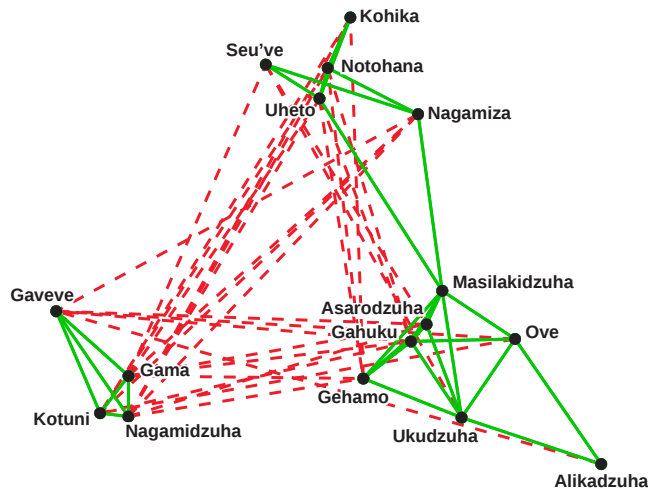 Kohika
Seu’ve
Notohana
Uheto
Nagamiza
Masilakidzuha
Gaveve
Asarodzuha
Gahuku
Ove
Gama
Gehamo
Kotuni
Nagamidzuha
Ukudzuha
Alikadzuha